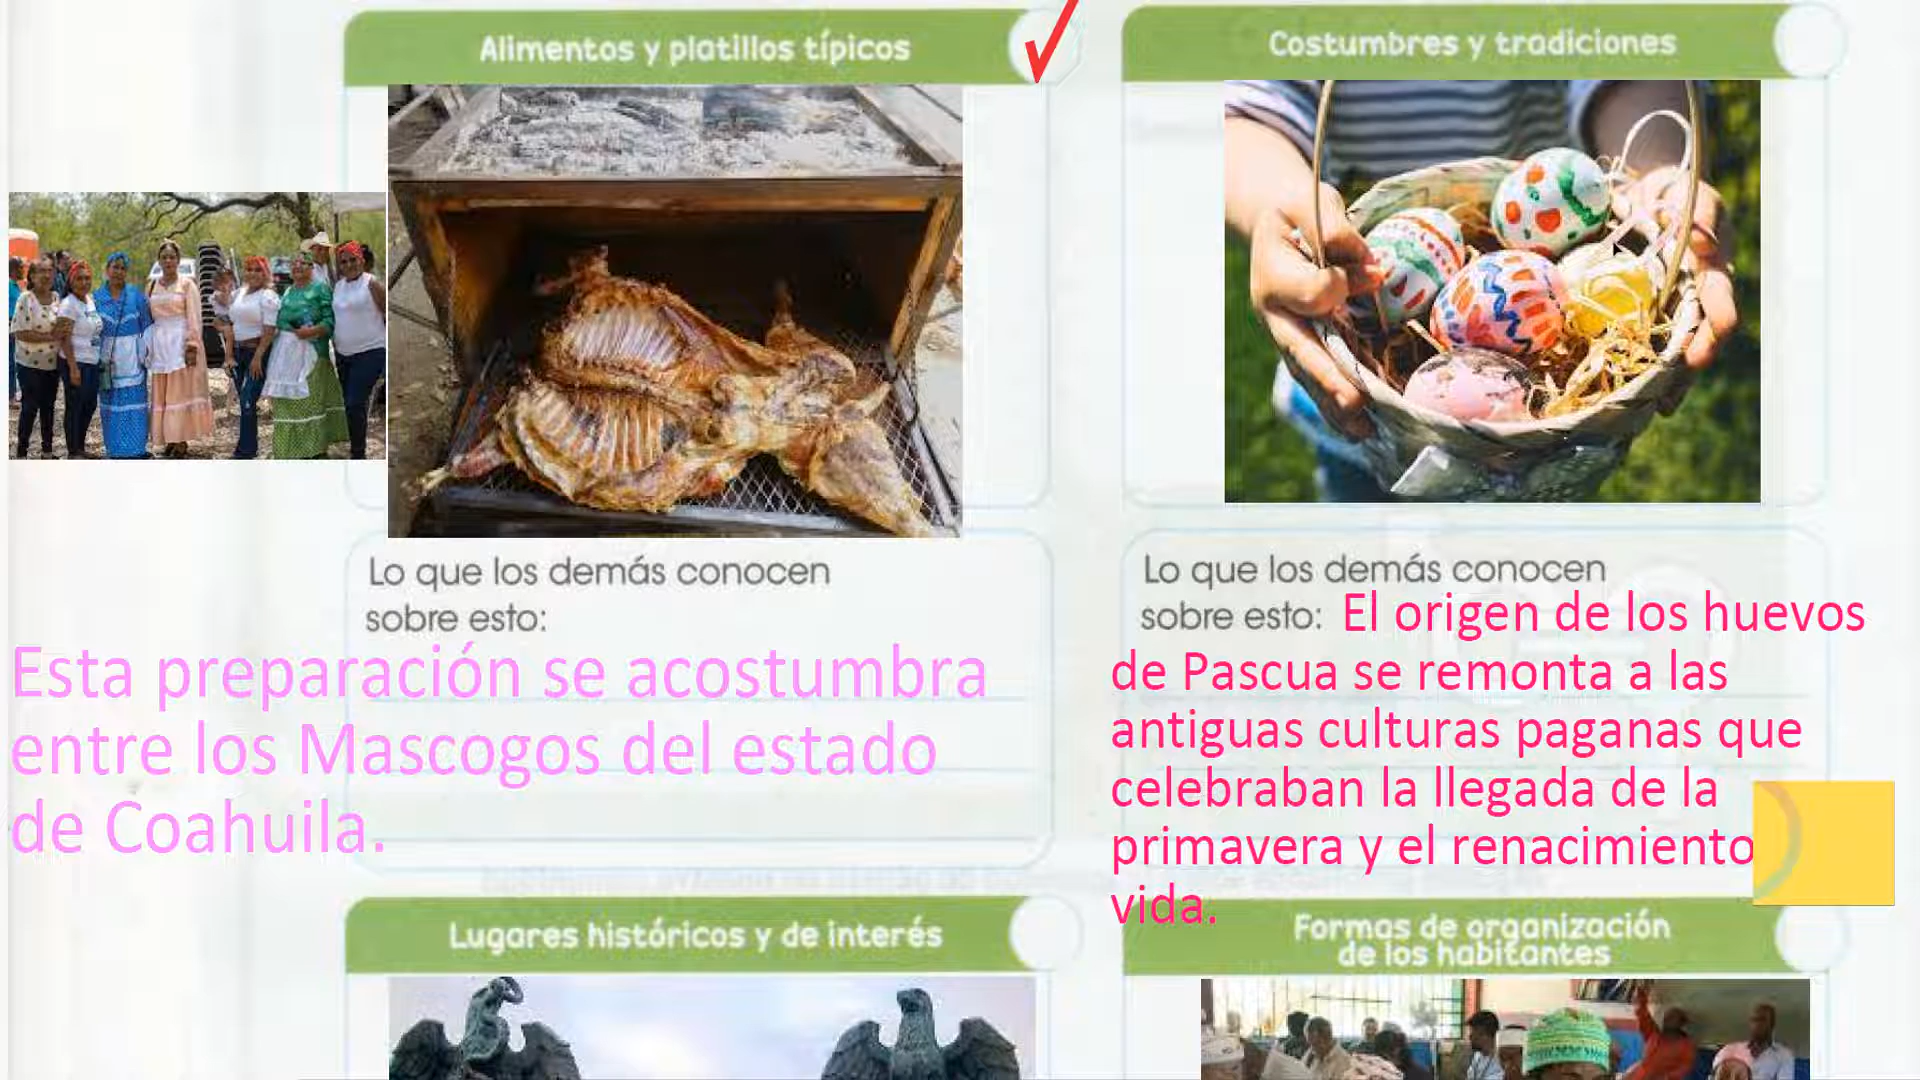 Alimentos y platillos típicos
Lo que los demás conocen
sobre esto:
Esta preparación se acostumbra
entre los Mascogos del estado
de Coahuila.
Costumbres y tradiciones
Lo que los demás conocen
sobre esto: El origen de los huevos
de Pascua se remonta a las
antiguas culturas paganas que
celebraban la llegada de la
primavera y el renacimiento
vida.
Lugares históricos y de interés
Formas de organización
de los habitantes